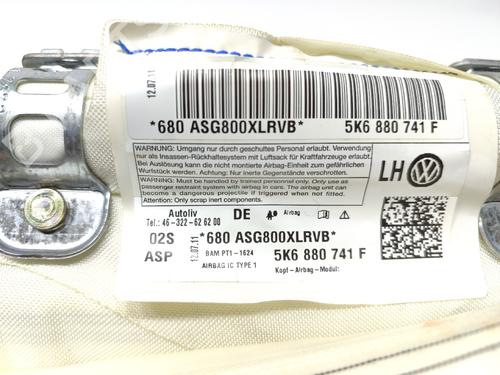 12.07.11
*680 ASG800XLRVB*
5K6 880 741 F
WARNUNG: Umgang nur durch geschultes Personal erlaubt. Verwendung
nur als Insassen-Rückhaltesystem mit Luftsack für Kraftfahrzeuge erlaubt.
Bei Auslösung kann die nicht montierte Airbag-Einheit zum gefährlichen
Wurfstück werden. Achtung: Nur inerte Gegenstände verschrotten.
WARNING: Must be handled by trained personnel only. Only use as
passenger restraint system with airbag in cars. The airbag unit can
become a dangerous projectile if triggered when not fitted.
Attention: Only scrap inert components.
LH
Autoliv
Tel.: 46-322-62 62 00
DE
Airbag
02S
ASP
12.07.11
*680 ASG800XLRVB*
BAM PT1-1624
AIRBAG IC TYPE 1
5K6 880 741 F
Kopf-Airbag-Modul: